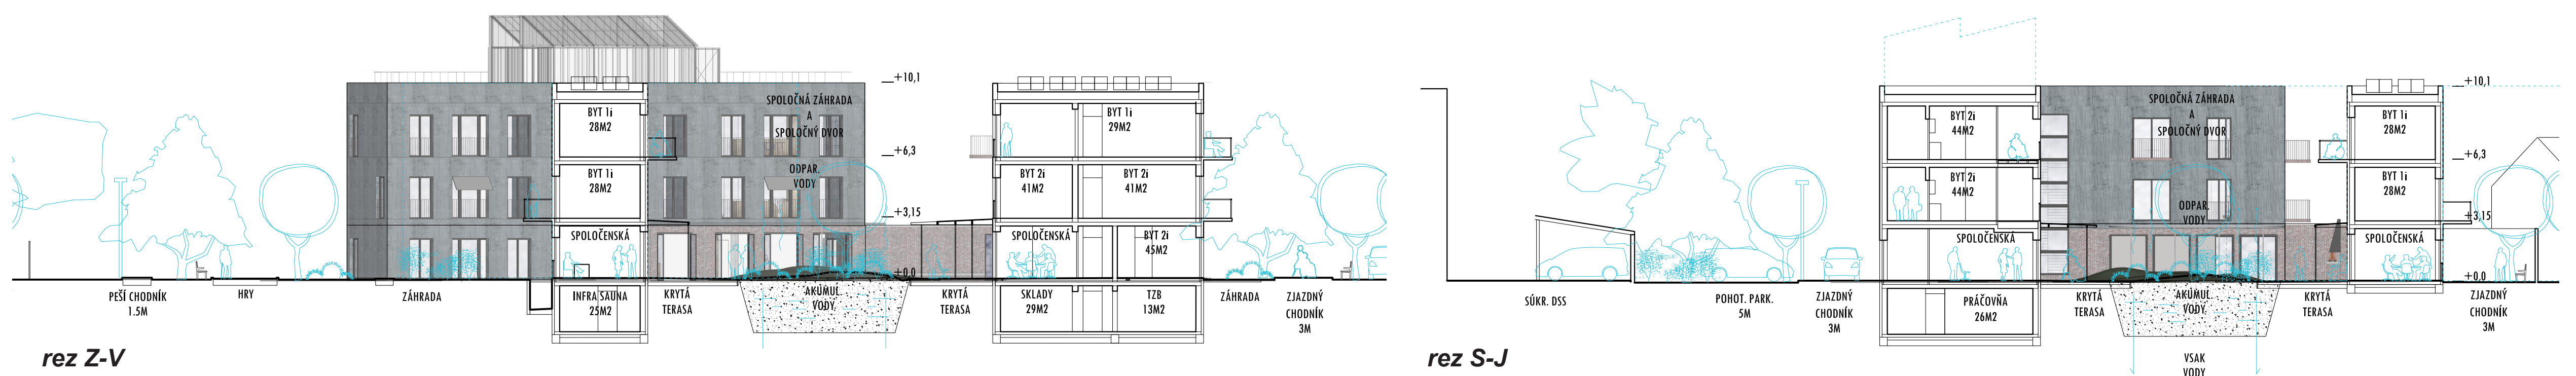 +10,1
SPOLOČNÁ ZÁHRADA
A
SPOLOČNÝ DVOR
BYT 1i
28M2
BYT 1i
29M2
+6,3
ODPAR.
VODY
BYT 1i
28M2
BYT 2i
41M2
BYT 2i
41M2
+3,15
SPOLOČENSKÁ
SPOLOČENSKÁ
BYT 2i
45M2
+0,0
PEŠÍ CHODNÍK
1.5M
HRY
ZÁHRADA
INFRA SAUNA
25M2
KRYTÁ
TERASA
AKUMUL.
VODY
KRYTÁ
TERASA
SKLADY
29M2
TZB
13M2
ZÁHRADA
ZJAZDNÝ
CHODNÍK
3M
rez Z-V
+10,1
SPOLOČNÁ ZÁHRADA
A
SPOLOČNÝ DVOR
BYT 2i
44M2
BYT 1i
28M2
+6,3
BYT 2i
44M2
BYT 1i
28M2
ODPAR.
VODY
+3,15
SPOLOČENSKÁ
SPOLOČENSKÁ
+0,0
SÚKR. DSS
POHOT. PARK.
5M
ZJAZDNÝ
CHODNÍK
3M
PRÁČOVŇA
26M2
KRYTÁ
TERASA
AKUMUL.
VODY
KRYTÁ
TERASA
ZJAZDNÝ
CHODNÍK
3M
VSAK
VODY
rez S-J